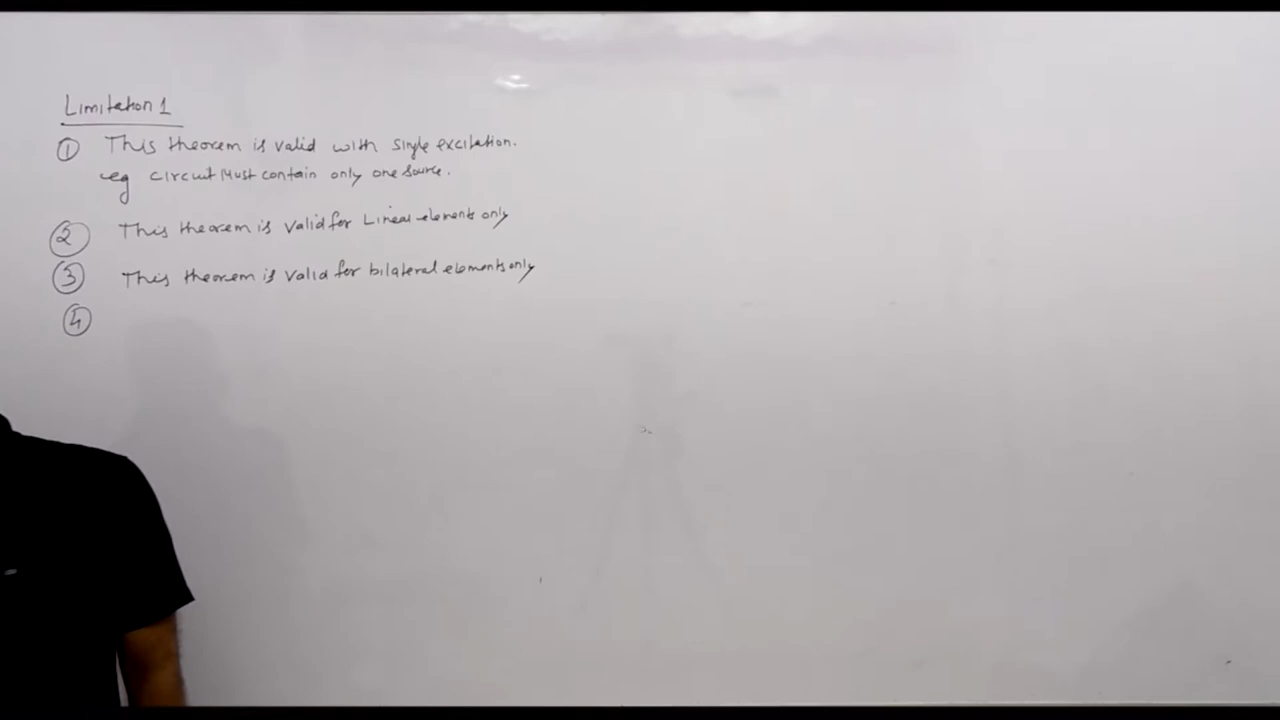 Limitation 1
① This theorem is valid with single excitation.
eg circuit Must contain only one source.
② This theorem is valid for Linear elements only
③ This theorem is valid for bilateral elements only
④